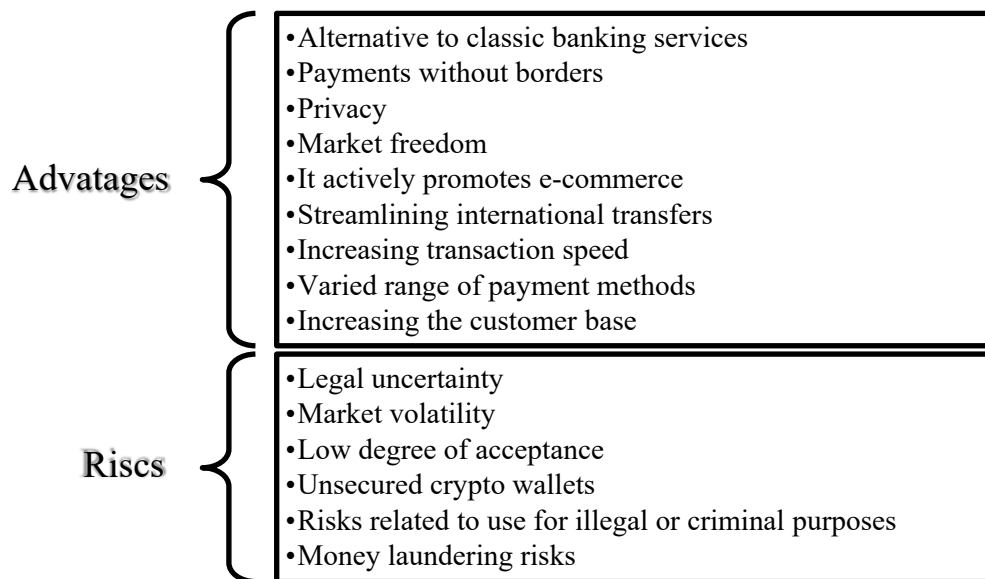 Advatages
•Alternative to classic banking services
•Payments without borders
•Privacy
•Market freedom
•It actively promotes e-commerce
•Streamlining international transfers
•Increasing transaction speed
•Varied range of payment methods
•Increasing the customer base
Riscs
•Legal uncertainty
•Market volatility
•Low degree of acceptance
•Unsecured crypto wallets
•Risks related to use for illegal or criminal purposes
•Money laundering risks